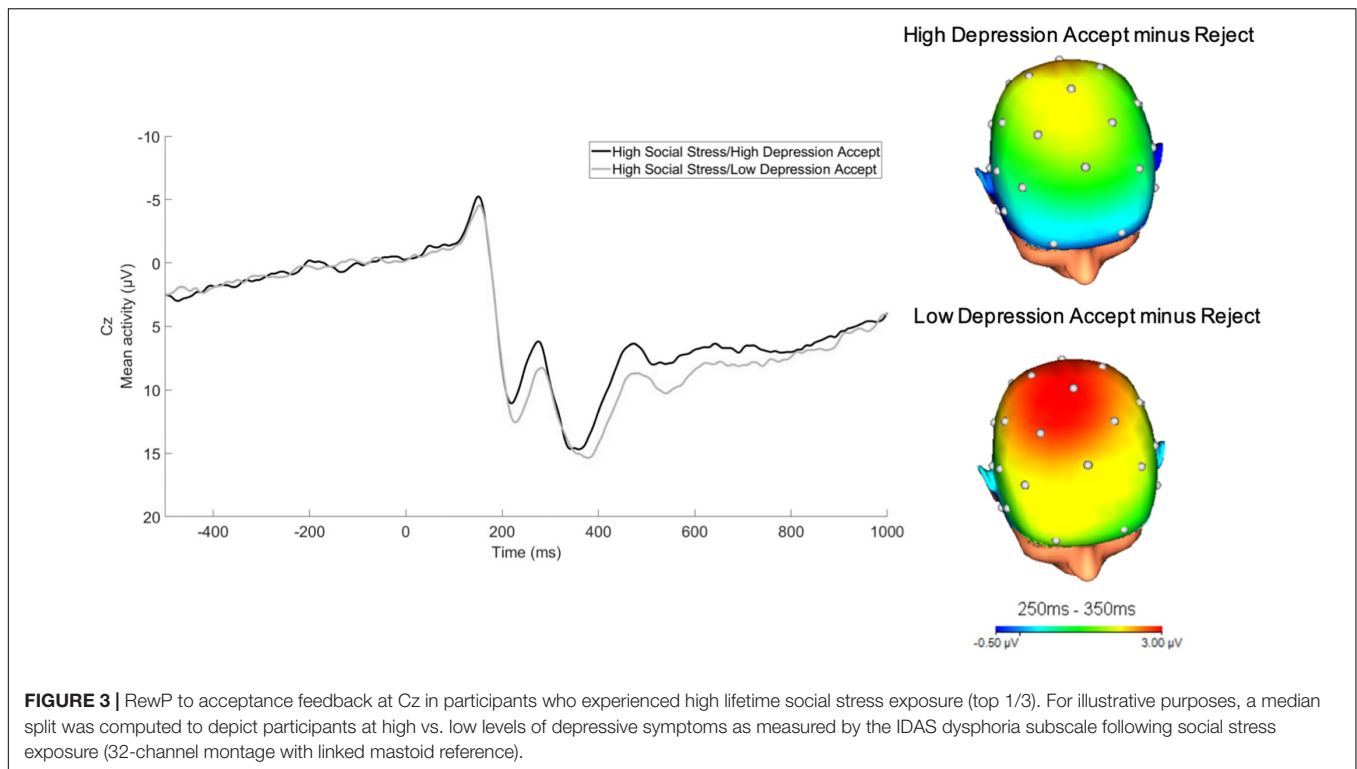 High Depression Accept minus Reject
-10
-5
0
5
10
15
20
Cz
Mean activity (µV)
High Social Stress/High Depression Accept
High Social Stress/Low Depression Accept
-400
-200
0
200
400
600
800
1000
Time (ms)
Low Depression Accept minus Reject
250ms - 350ms
-0.50 µV
3.00 µV
FIGURE 3 | RewP to acceptance feedback at Cz in participants who experienced high lifetime social stress exposure (top 1/3). For illustrative purposes, a median
split was computed to depict participants at high vs. low levels of depressive symptoms as measured by the IDAS dysphoria subscale following social stress
exposure (32-channel montage with linked mastoid reference).